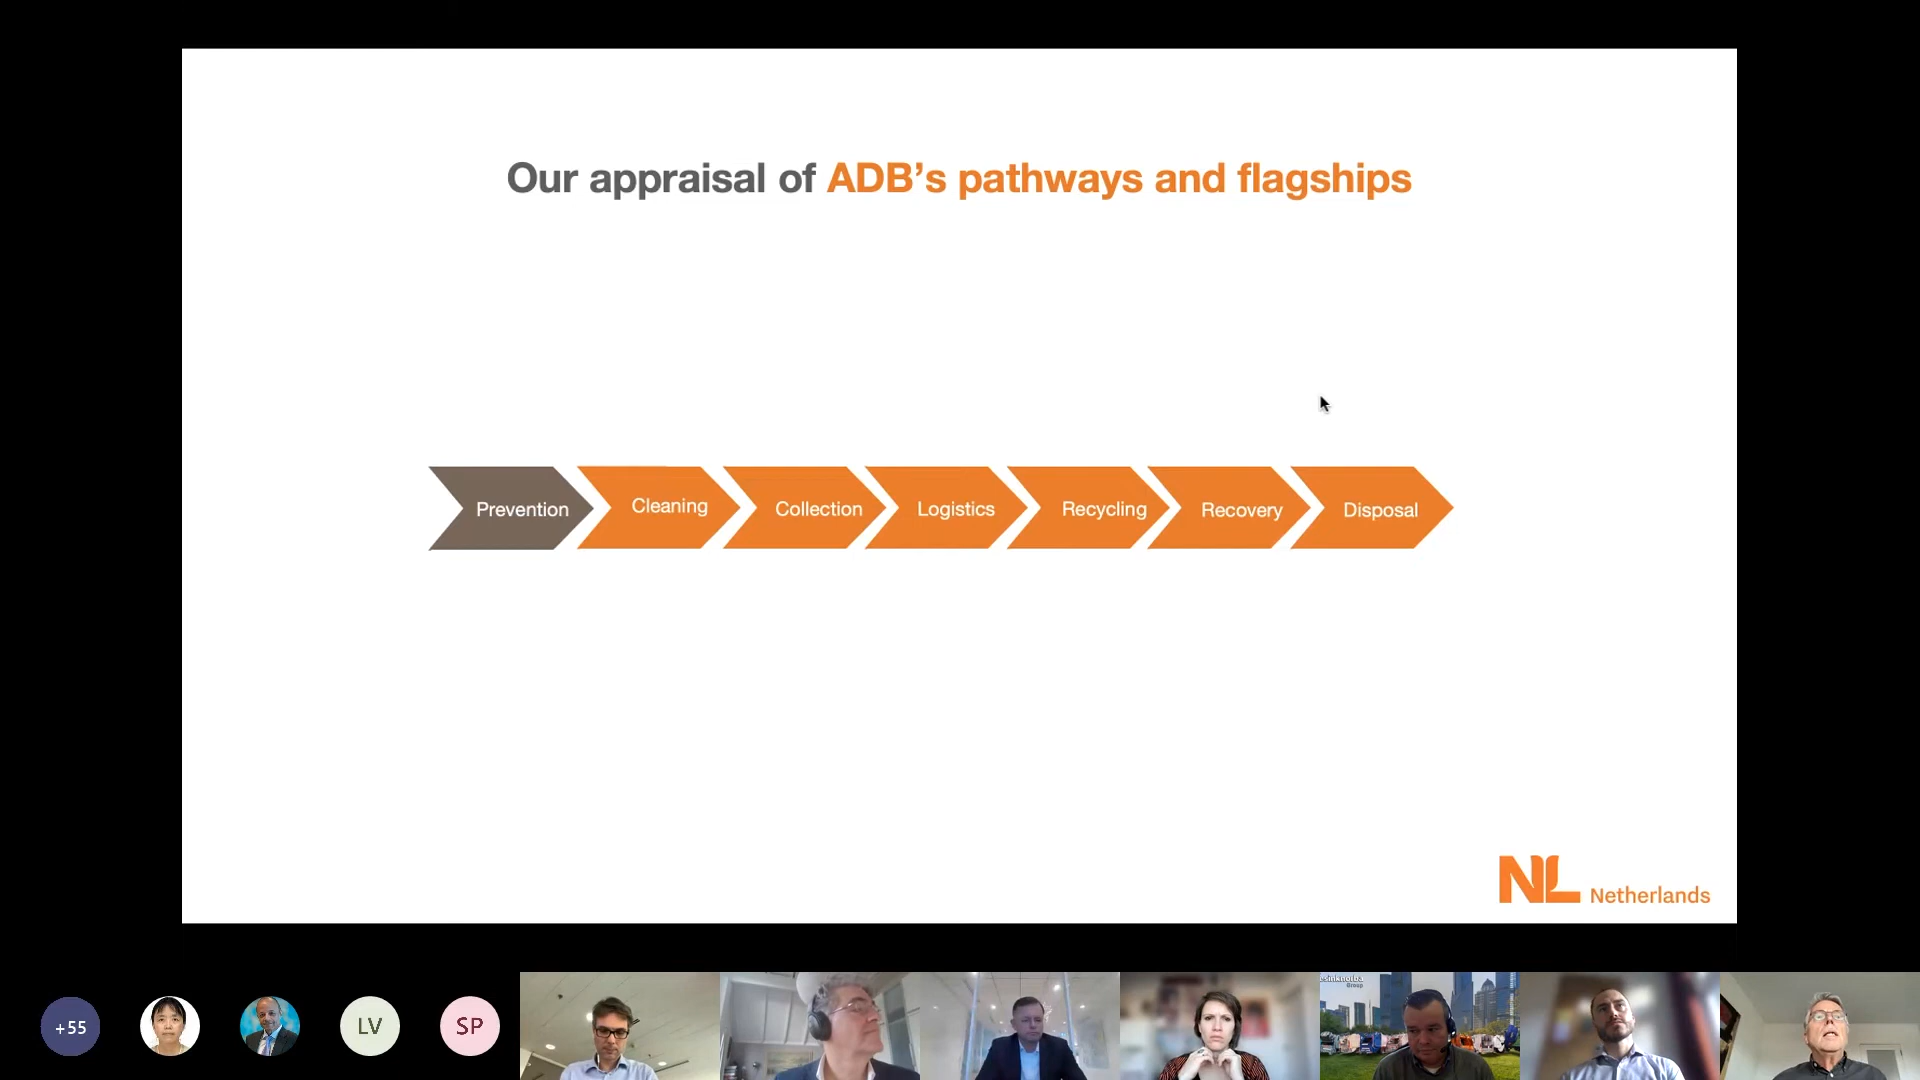 Our appraisal of ADB's pathways and flagships
Prevention
Cleaning
Collection
Logistics
Recycling
Recovery
Disposal
NL Netherlands
+55
LV
SP
Group